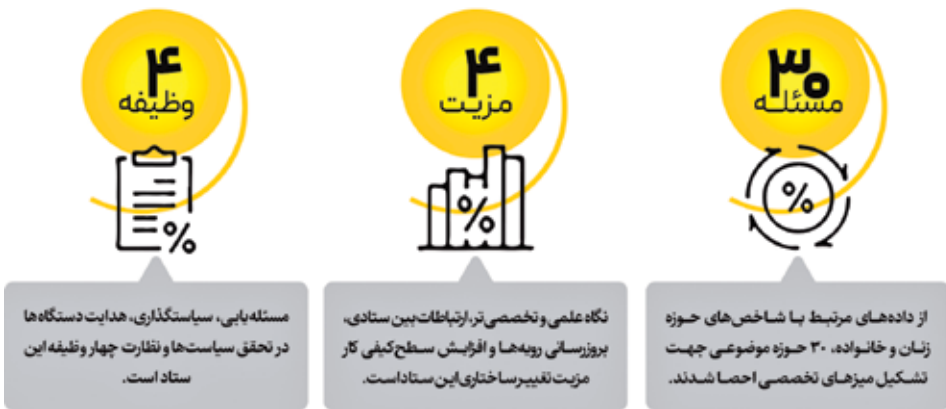 ۳۰
مسئله
%
از داده‌های مرتبط با شاخص‌های حوزه
زنان و خانواده، ۳۰ حوزه موضوعی جهت
تشکیل میزهای تخصصی احصا شدند.
۴
مزیت
%
نگاه علمی و تخصصی‌تر، ارتباطات بین ستادی،
بروزرسانی رویه‌ها و افزایش سطح کیفی کار
مزیت تغییر ساختاری این ستاد است.
۴
وظیفه
%
مسئله‌یابی، سیاستگذاری، هدایت دستگاه‌ها
در تحقق سیاست‌ها و نظارت چهار وظیفه این
ستاد است.